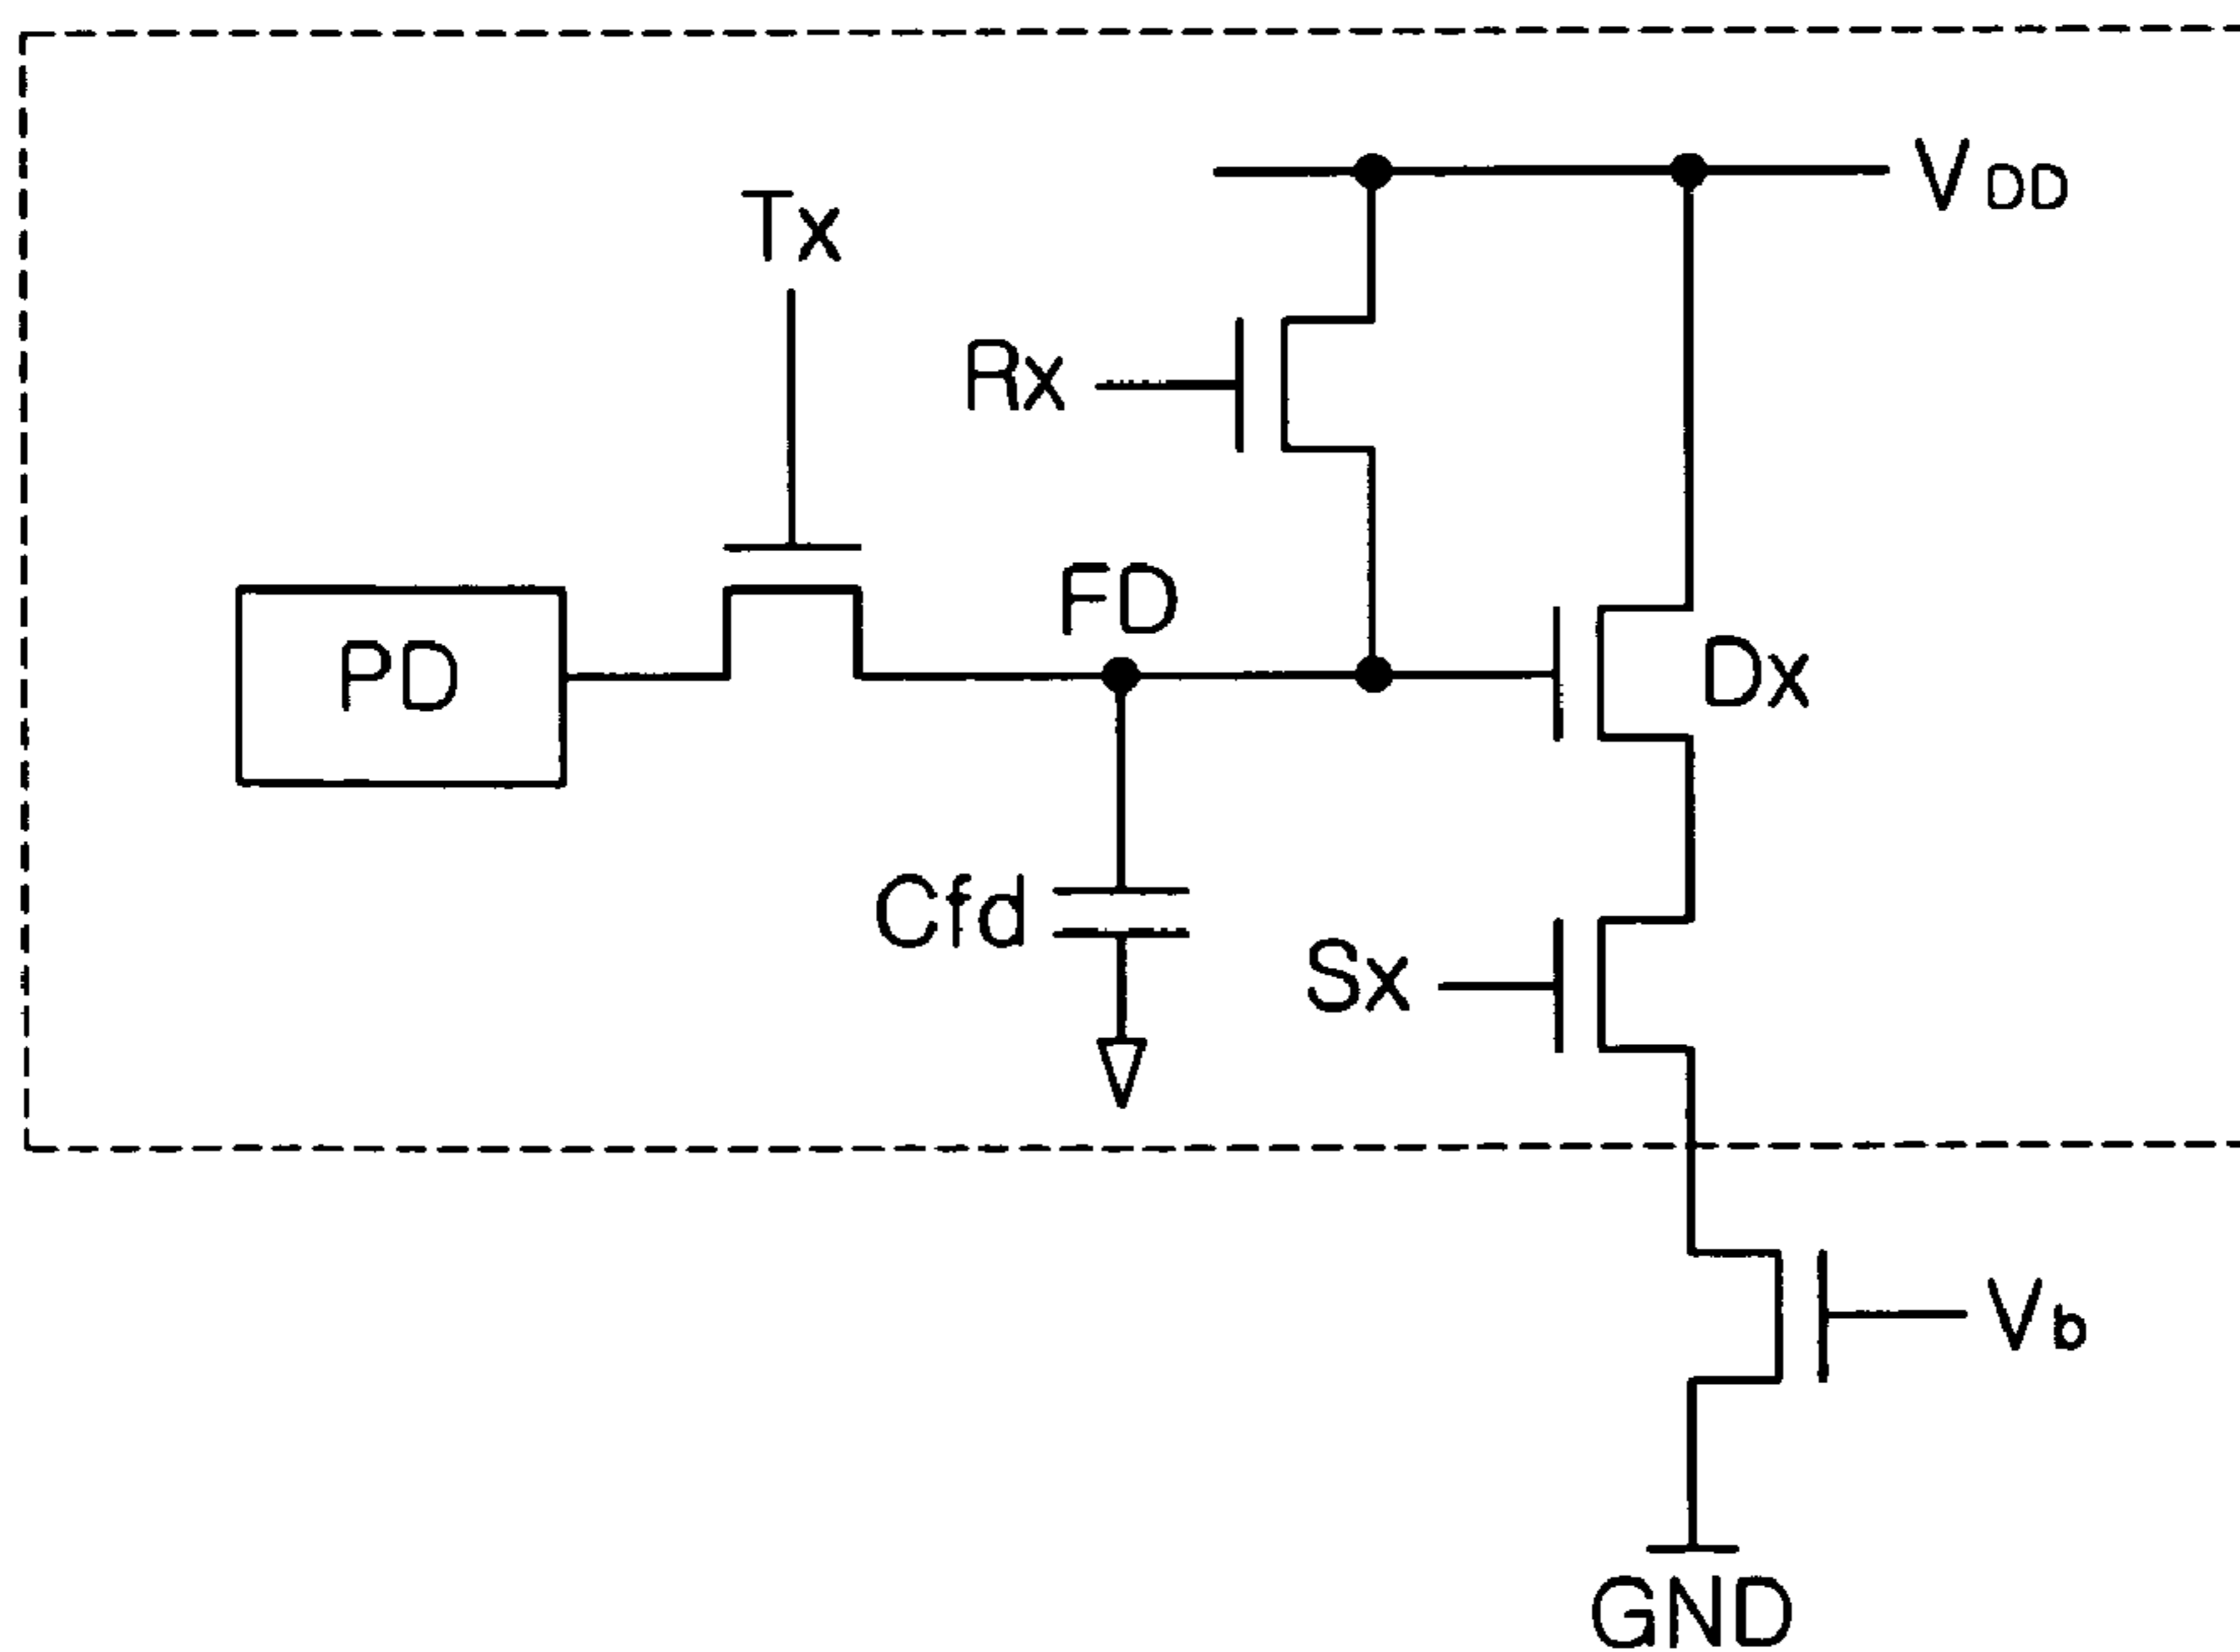 VDD
Tx
Rx
FD
PD
Dx
Cfd
Sx
Vb
GND